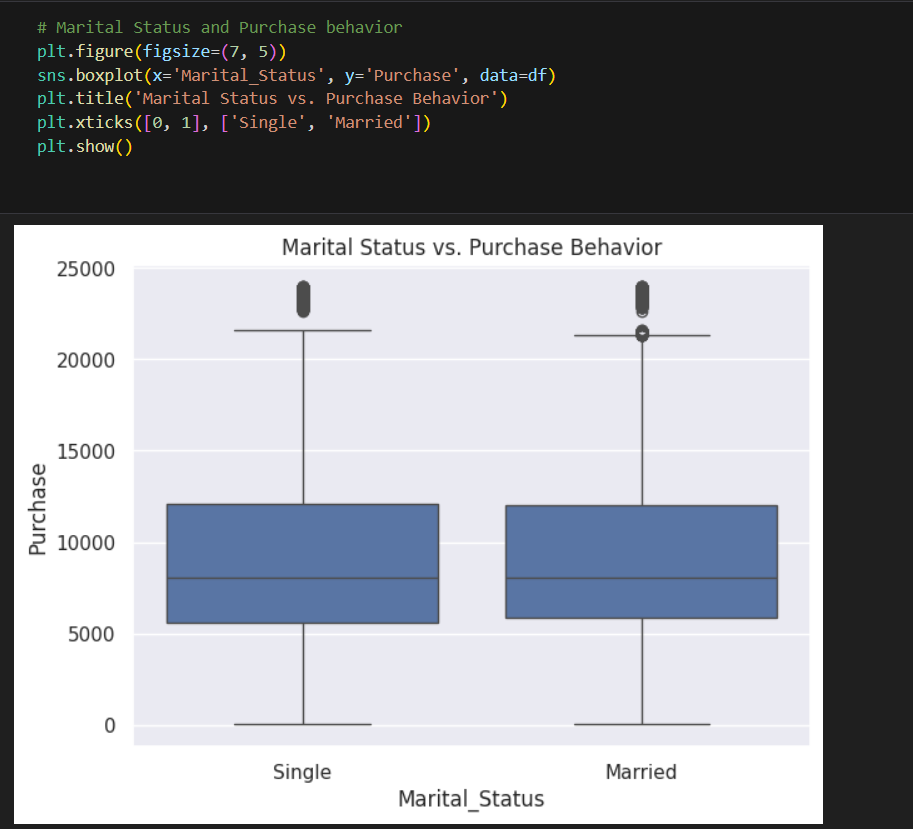 # Marital Status and Purchase behavior
plt.figure(figsize=(7, 5))
sns.boxplot(x='Marital_Status', y='Purchase', data=df)
plt.title('Marital Status vs. Purchase Behavior')
plt.xticks([0, 1], ['Single', 'Married'])
plt.show()
Marital Status vs. Purchase Behavior
25000
20000
15000
10000
5000
0
Purchase
Single
Married
Marital_Status